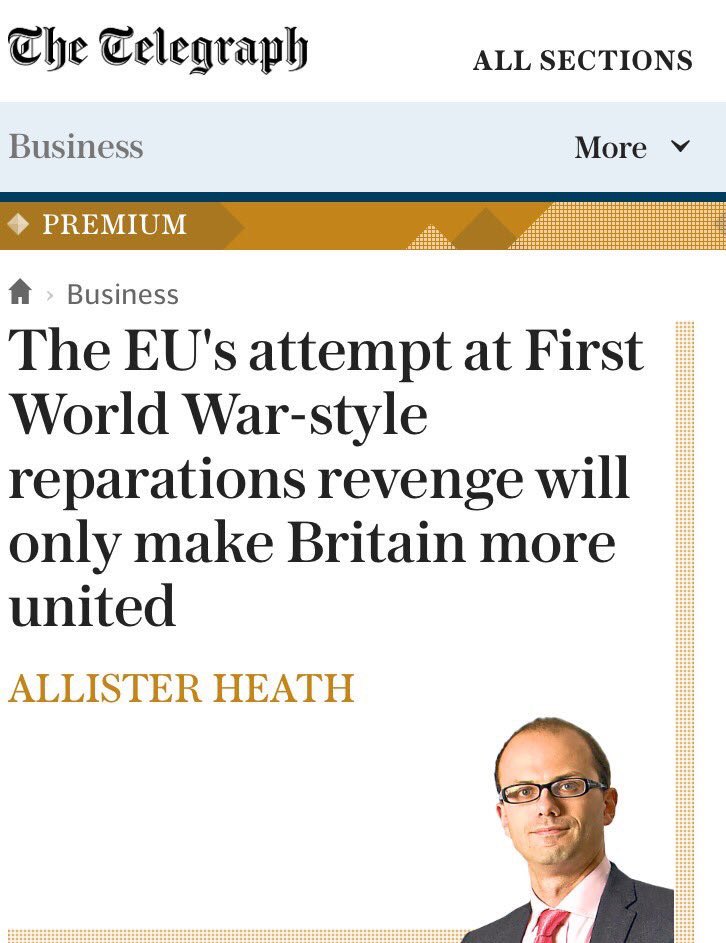 The Telegraph
ALL SECTIONS
Business
More
PREMIUM
Business
The EU's attempt at First
World War-style
reparations revenge will
only make Britain more
united
ALLISTER HEATH